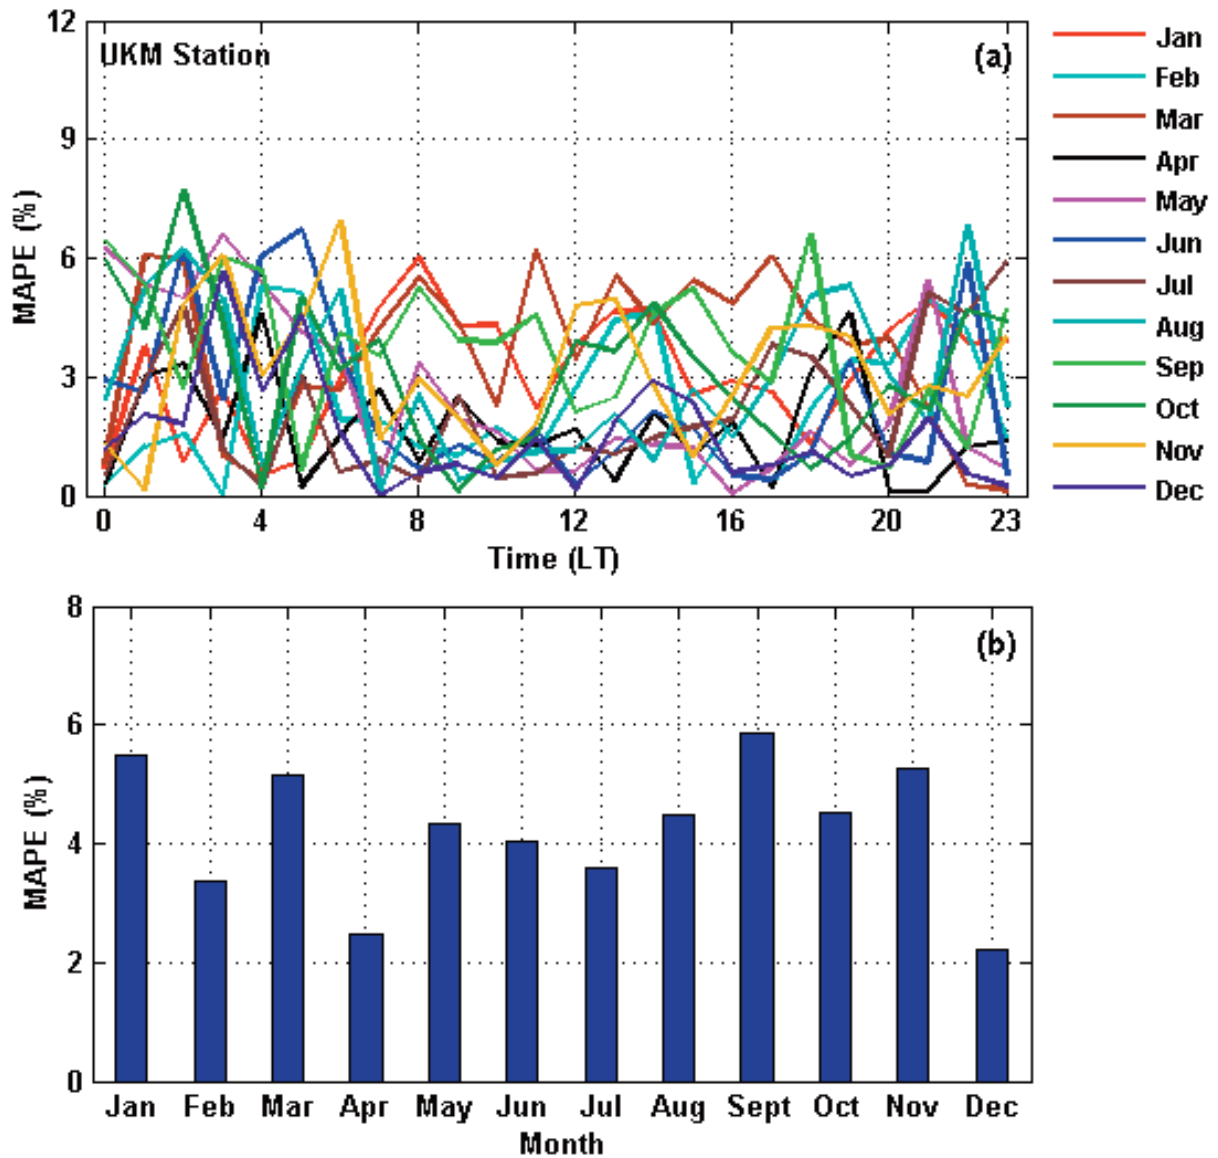 12
UKM Station
(a)
9
6
3
0
MAPE (%)
0 4 8 12 16 20 23
Time (LT)
Jan
Feb
Mar
Apr
May
Jun
Jul
Aug
Sep
Oct
Nov
Dec
8
(b)
6
4
2
0
MAPE (%)
Jan Feb Mar Apr May Jun Jul Aug Sept Oct Nov Dec
Month